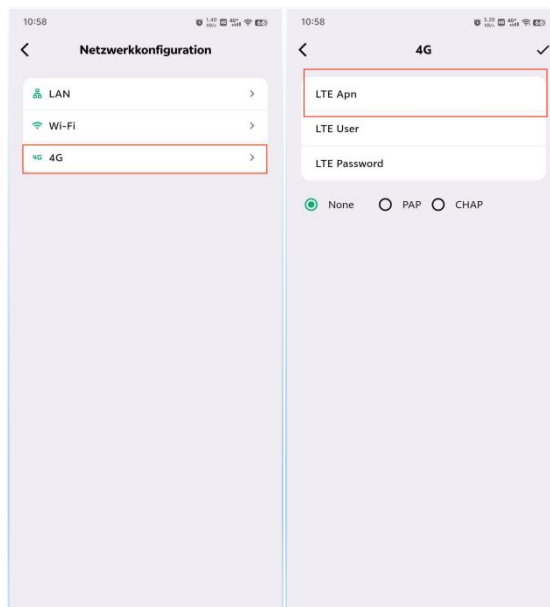 10:58
Netzwerkkonfiguration
LAN
Wi-Fi
4G 4G
10:58
4G
LTE Apn
LTE User
LTE Password
None PAP CHAP